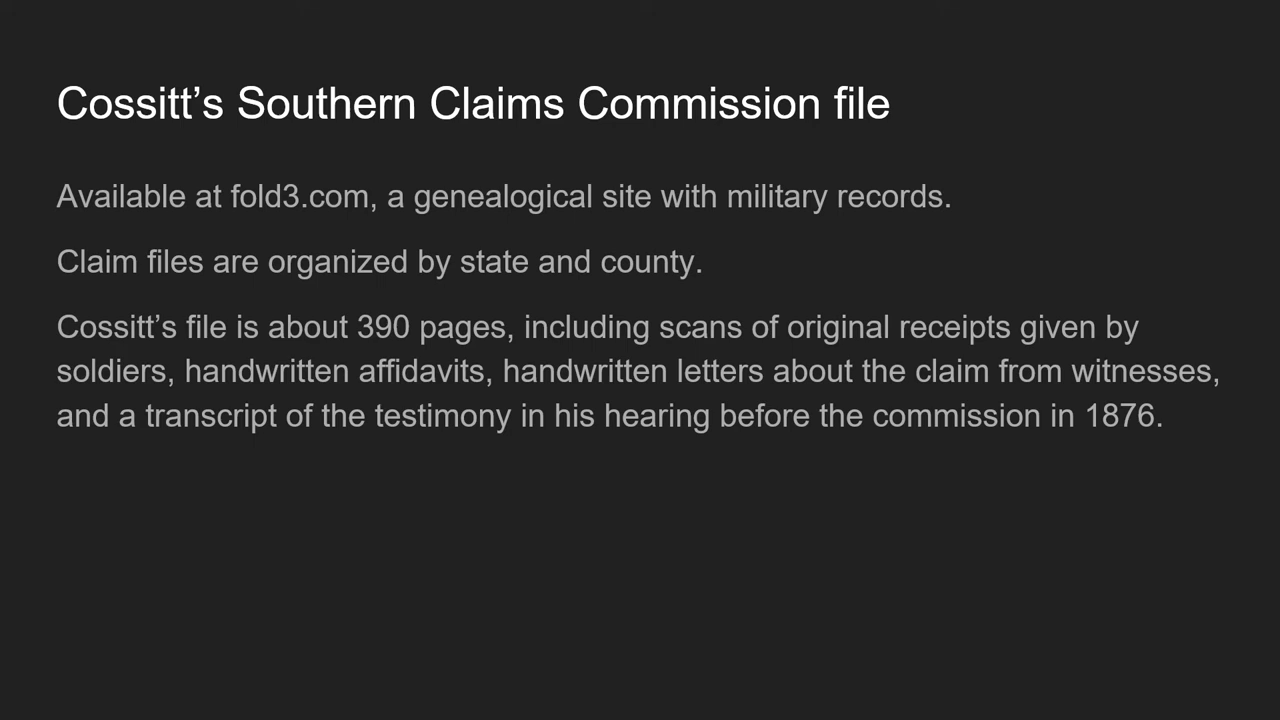 Cossitt’s Southern Claims Commission file
Available at fold3.com, a genealogical site with military records.
Claim files are organized by state and county.
Cossitt’s file is about 390 pages, including scans of original receipts given by
soldiers, handwritten affidavits, handwritten letters about the claim from witnesses,
and a transcript of the testimony in his hearing before the commission in 1876.